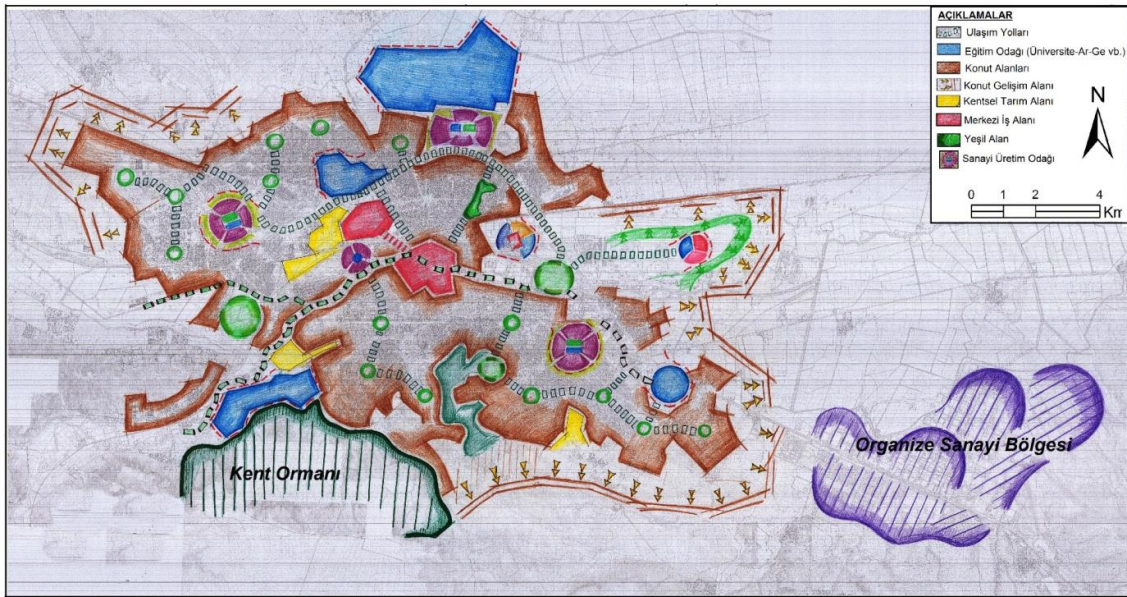 AÇIKLAMALAR
Ulaşım Yolları
Eğitim Odağı (Üniversite-Ar-Ge vb.)
Konut Alanları
Konut Gelişim Alanı
Kentsel Tarım Alanı
Merkezi İş Alanı
Yeşil Alan
Sanayi Üretim Odağı
N
0 1 2 4
Km
Organize Sanayi Bölgesi
Kent Ormanı